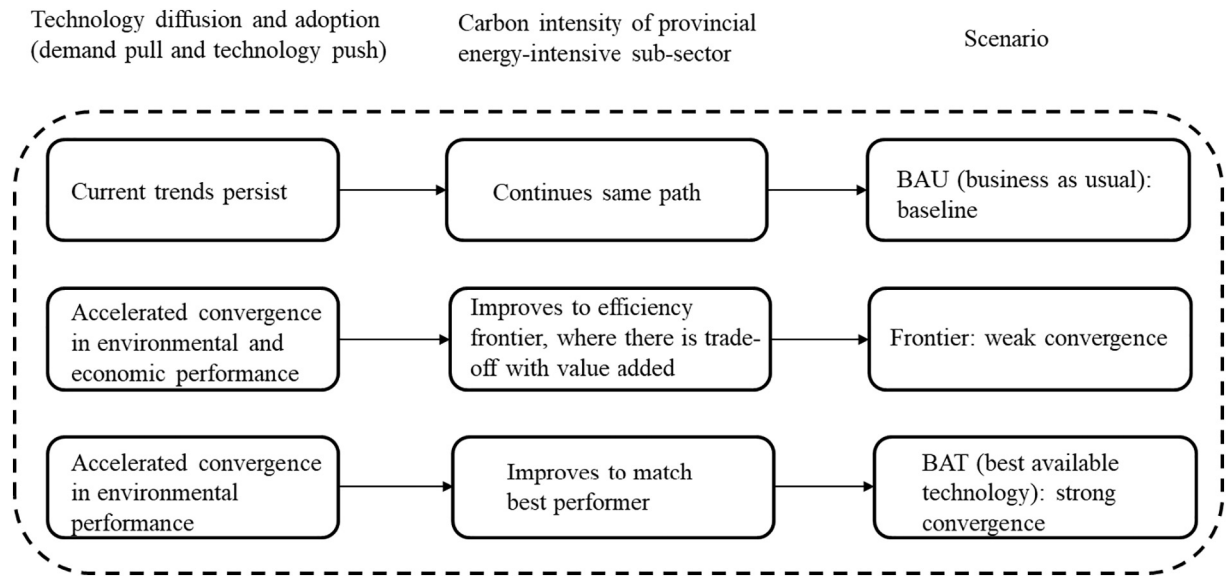 Technology diffusion and adoption
(demand pull and technology push)
Carbon intensity of provincial
energy-intensive sub-sector
Scenario
Current trends persist
Continues same path
BAU (business as usual):
baseline
Accelerated convergence
in environmental and
economic performance
Improves to efficiency
frontier, where there is trade-
off with value added
Frontier: weak convergence
Accelerated convergence
in environmental
performance
Improves to match
best performer
BAT (best available
technology): strong
convergence